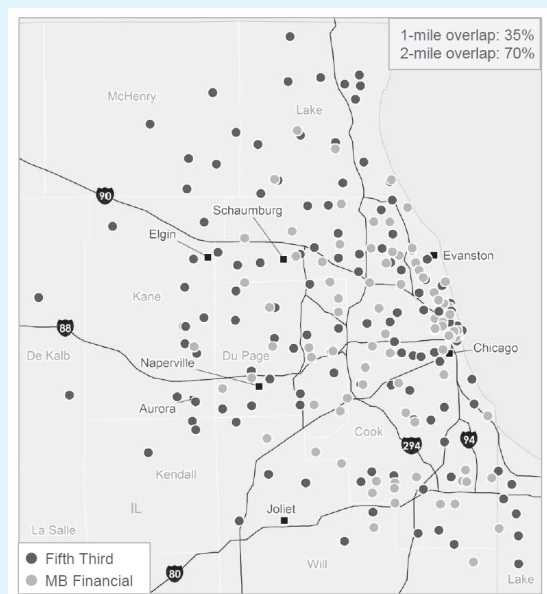 1-mile overlap: 35%
2-mile overlap: 70%
McHenry
Lake
90
Schaumburg
Elgin
Evanston
Kane
88
De Kalb
Du Page
Chicago
Naperville
Aurora
Cook
294
94
Kendall
IL
Joliet
La Salle
Fifth Third
MB Financial
80
Will
Lake